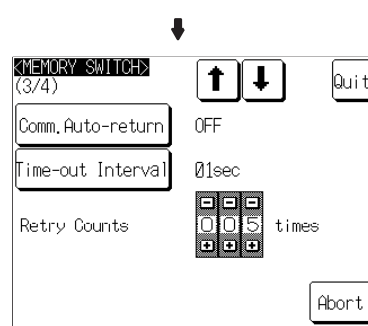 <MEMORY SWITCH>
(3/4)
Quit
Comm.Auto-return OFF
Time-out Interval 01sec
Retry Counts 005 times
Abort